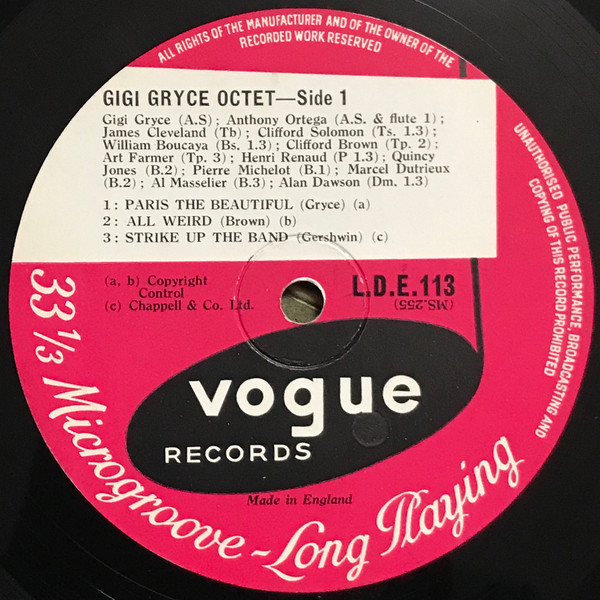 ALL RIGHTS OF THE MANUFACTURER AND OF THE OWNER OF THE
RECORDED WORK RESERVED
GIGI GRYCE OCTET—Side 1
Gigi Gryce (A.S) ; Anthony Ortega (A.S. & flute 1) ;
James Cleveland (Tb) ; Clifford Solomon (Ts. 1.3) ;
William Boucaya (Bs. 1.3) ; Clifford Brown (Tp. 2) ;
Art Farmer (Tp. 3) ; Henri Renaud (P 1.3) ; Quincy
Jones (B.2) ; Pierre Michelot (B.1) ; Marcel Dutrieux
(B.2) ; Al Masselier (B.3) ; Alan Dawson (Dm. 1.3)
1 : PARIS THE BEAUTIFUL (Gryce) (a)
2 : ALL WEIRD (Brown) (b)
3 : STRIKE UP THE BAND (Gershwin) (c)
(a, b) Copyright
Control
(c) Chappell & Co. Ltd.
L.D.E.113
(MS.255)
UNAUTHORISED PUBLIC PERFORMANCE, BROADCASTING AND
COPYING OF THIS RECORD PROHIBITED
vogue
RECORDS
Made in England
33 1/3 Microgroove - Long Playing